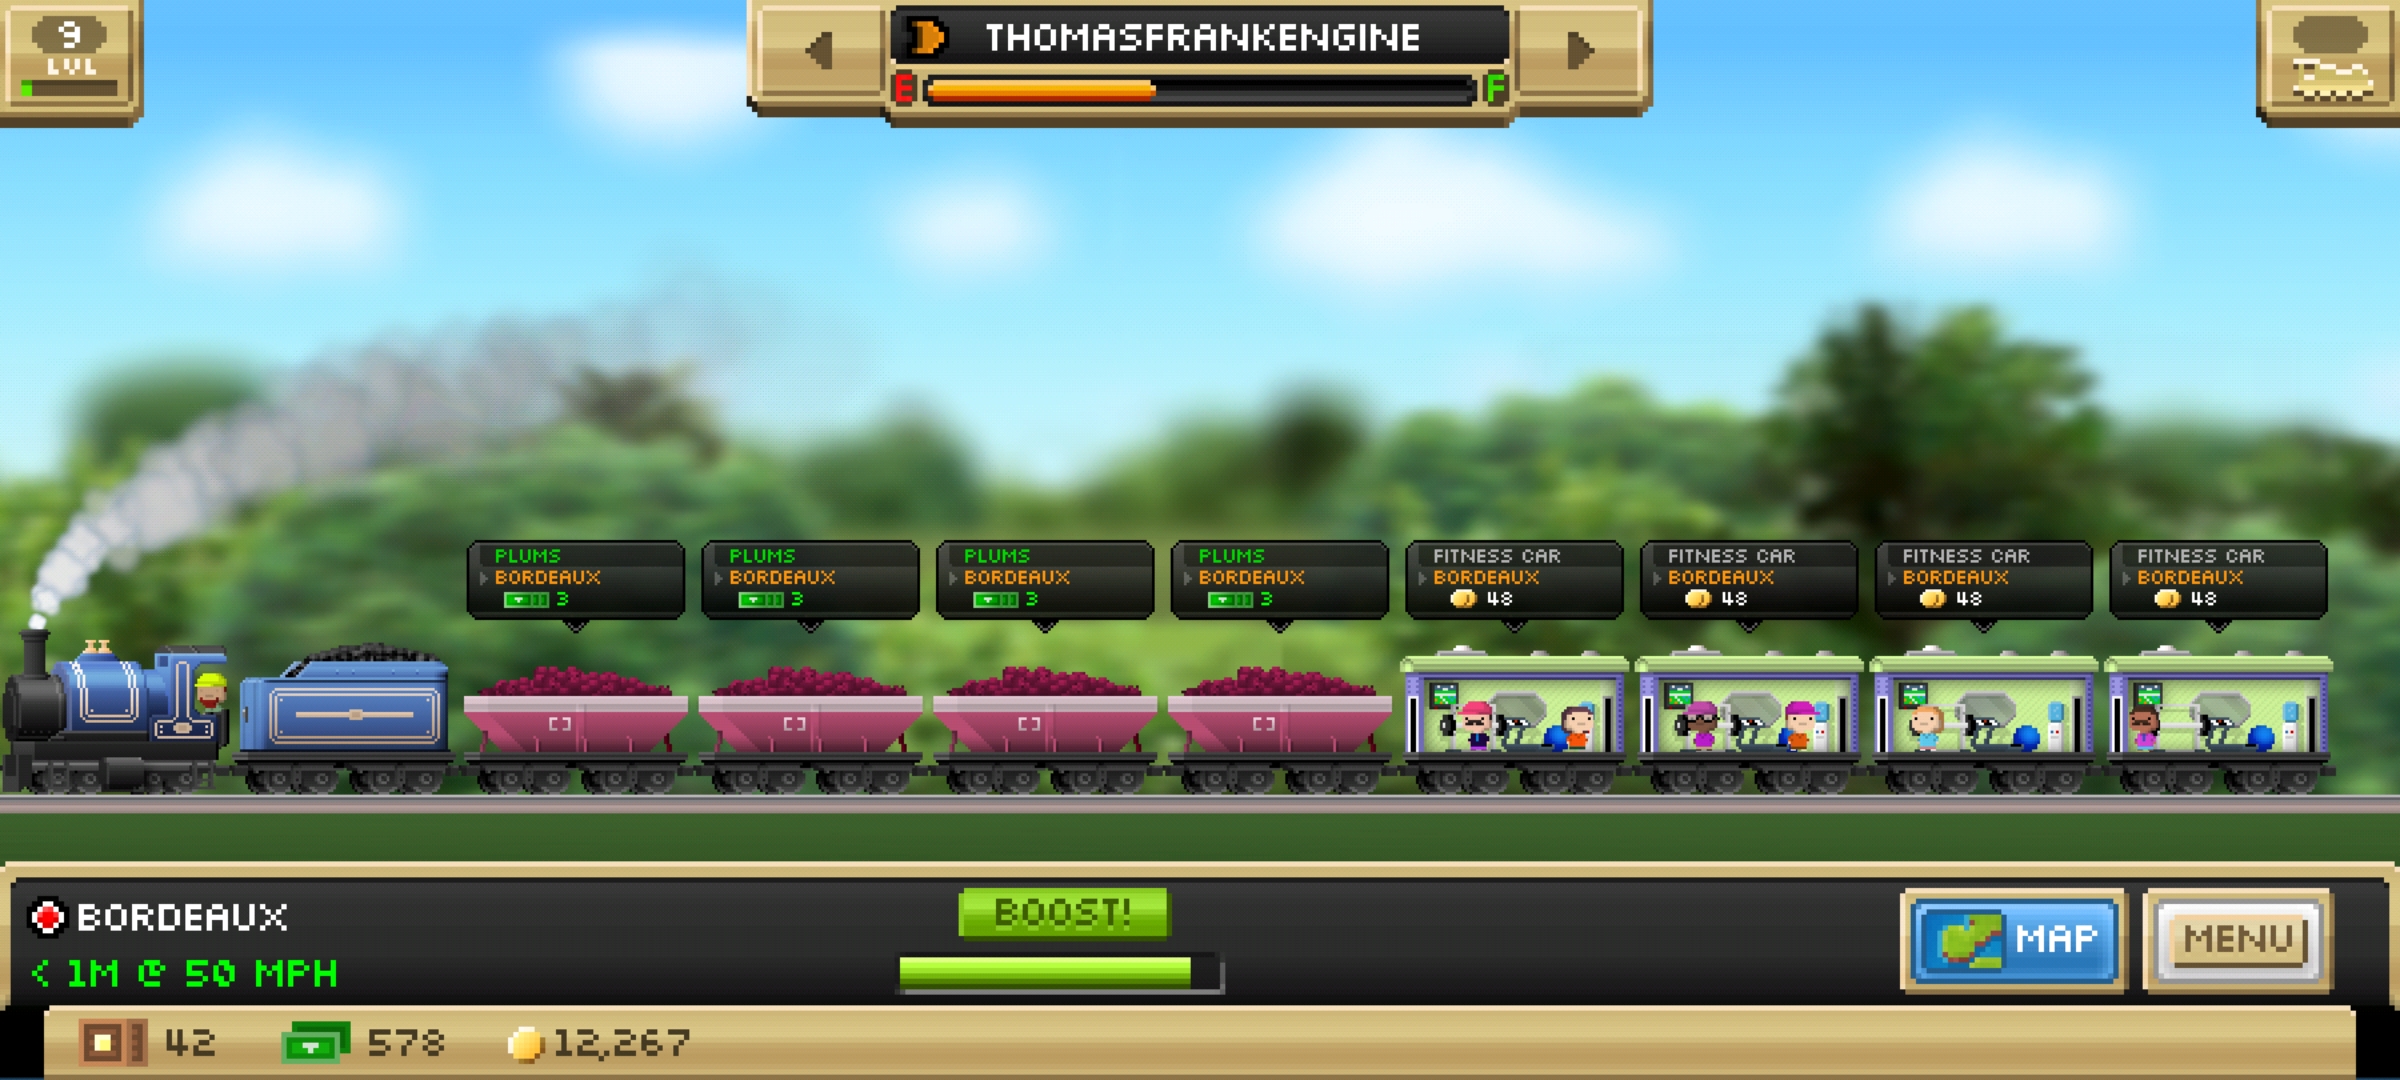 9
LVL
THOMASFRANKENGINE
E
F
PLUMS
BORDEAUX
3
PLUMS
BORDEAUX
3
PLUMS
BORDEAUX
3
PLUMS
BORDEAUX
3
FITNESS CAR
BORDEAUX
48
FITNESS CAR
BORDEAUX
48
FITNESS CAR
BORDEAUX
48
FITNESS CAR
BORDEAUX
48
BORDEAUX
< 1M @ 50 MPH
BOOST!
MAP
MENU
42
578
12,267